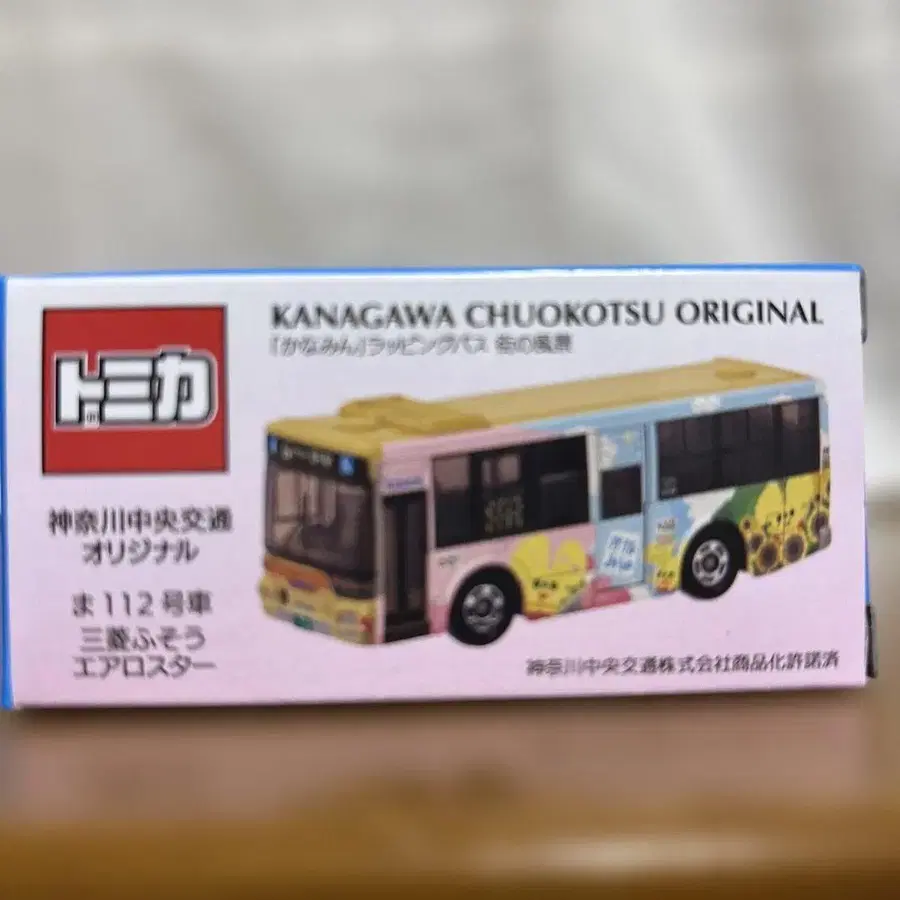 トミカ
KANAGAWA CHUOKOTSU ORIGINAL
「かなみん」ラッピングバス 街の風景
神奈川中央交通
オリジナル
ま112号車
三菱ふそう
エアロスター
神奈川中央交通株式会社商品化許諾済